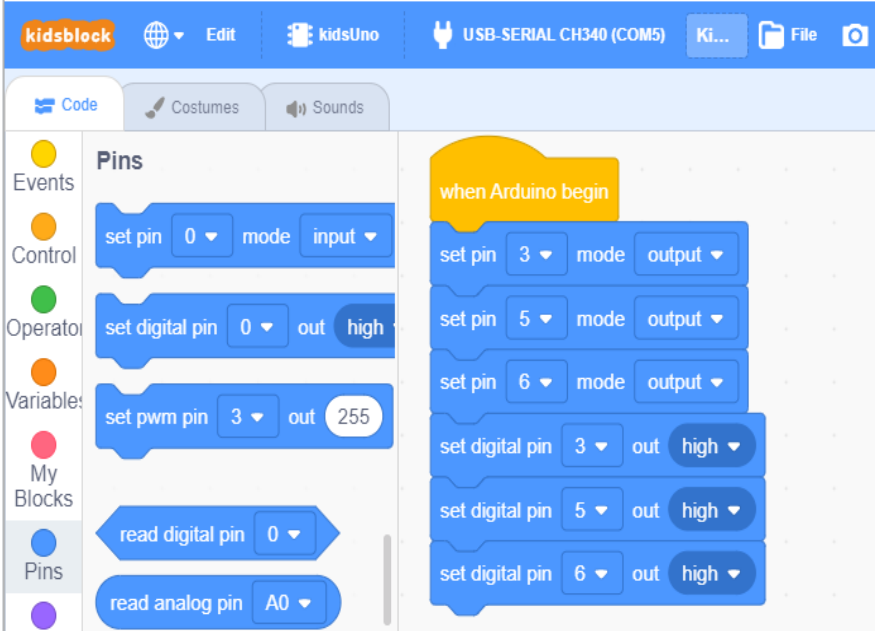 kidsblock Edit kidsUno USB-SERIAL CH340 (COM5) Ki... File
Code Costumes Sounds
Events
Control
Operator
Variables
My
Blocks
Pins
Pins
set pin 0 mode input
set digital pin 0 out high
set pwm pin 3 out 255
read digital pin 0
read analog pin A0
when Arduino begin
set pin 3 mode output
set pin 5 mode output
set pin 6 mode output
set digital pin 3 out high
set digital pin 5 out high
set digital pin 6 out high